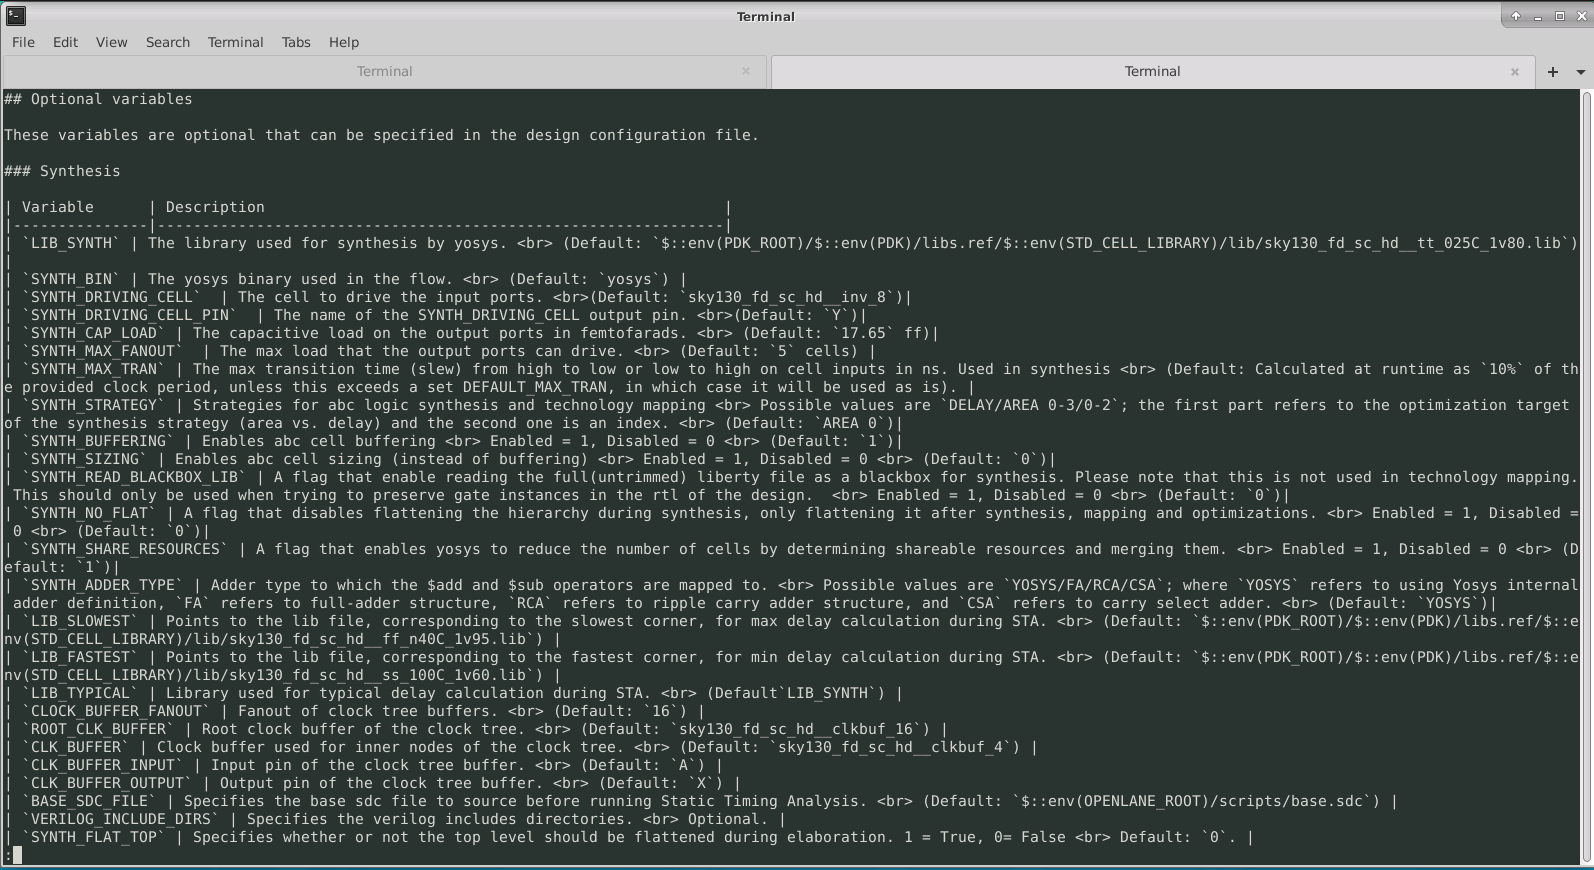 Terminal
File Edit View Search Terminal Tabs Help
Terminal
Terminal
## Optional variables
These variables are optional that can be specified in the design configuration file.
### Synthesis
| Variable      | Description                                                   |
|---------------|---------------------------------------------------------------|
| `LIB_SYNTH` | The library used for synthesis by yosys. <br> (Default: `$::env(PDK_ROOT)/$::env(PDK)/libs.ref/$::env(STD_CELL_LIBRARY)/lib/sky130_fd_sc_hd__tt_025C_1v80.lib`)
|
| `SYNTH_BIN` | The yosys binary used in the flow. <br> (Default: `yosys`) |
| `SYNTH_DRIVING_CELL`  | The cell to drive the input ports. <br>(Default: `sky130_fd_sc_hd__inv_8`)|
| `SYNTH_DRIVING_CELL_PIN`  | The name of the SYNTH_DRIVING_CELL output pin. <br>(Default: `Y`)|
| `SYNTH_CAP_LOAD` | The capacitive load on the output ports in femtofarads. <br> (Default: `17.65` ff)|
| `SYNTH_MAX_FANOUT`  | The max load that the output ports can drive. <br> (Default: `5` cells) |
| `SYNTH_MAX_TRAN` | The max transition time (slew) from high to low or low to high on cell inputs in ns. Used in synthesis <br> (Default: Calculated at runtime as `10%` of th
e provided clock period, unless this exceeds a set DEFAULT_MAX_TRAN, in which case it will be used as is). |
| `SYNTH_STRATEGY` | Strategies for abc logic synthesis and technology mapping <br> Possible values are `DELAY/AREA 0-3/0-2`; the first part refers to the optimization target
of the synthesis strategy (area vs. delay) and the second one is an index. <br> (Default: `AREA 0`)|
| `SYNTH_BUFFERING` | Enables abc cell buffering <br> Enabled = 1, Disabled = 0 <br> (Default: `1`)|
| `SYNTH_SIZING` | Enables abc cell sizing (instead of buffering) <br> Enabled = 1, Disabled = 0 <br> (Default: `0`)|
| `SYNTH_READ_BLACKBOX_LIB` | A flag that enable reading the full(untrimmed) liberty file as a blackbox for synthesis. Please note that this is not used in technology mapping.
This should only be used when trying to preserve gate instances in the rtl of the design.  <br> Enabled = 1, Disabled = 0 <br> (Default: `0`)|
| `SYNTH_NO_FLAT` | A flag that disables flattening the hierarchy during synthesis, only flattening it after synthesis, mapping and optimizations. <br> Enabled = 1, Disabled =
0 <br> (Default: `0`)|
| `SYNTH_SHARE_RESOURCES` | A flag that enables yosys to reduce the number of cells by determining shareable resources and merging them. <br> Enabled = 1, Disabled = 0 <br> (D
efault: `1`)|
| `SYNTH_ADDER_TYPE` | Adder type to which the $add and $sub operators are mapped to. <br> Possible values are `YOSYS/FA/RCA/CSA`; where `YOSYS` refers to using Yosys internal
adder definition, `FA` refers to full-adder structure, `RCA` refers to ripple carry adder structure, and `CSA` refers to carry select adder. <br> (Default: `YOSYS`)|
| `LIB_SLOWEST` | Points to the lib file, corresponding to the slowest corner, for max delay calculation during STA. <br> (Default: `$::env(PDK_ROOT)/$::env(PDK)/libs.ref/$::e
nv(STD_CELL_LIBRARY)/lib/sky130_fd_sc_hd__ff_n40C_1v95.lib`) |
| `LIB_FASTEST` | Points to the lib file, corresponding to the fastest corner, for min delay calculation during STA. <br> (Default: `$::env(PDK_ROOT)/$::env(PDK)/libs.ref/$::e
nv(STD_CELL_LIBRARY)/lib/sky130_fd_sc_hd__ss_100C_1v60.lib`) |
| `LIB_TYPICAL` | Library used for typical delay calculation during STA. <br> (Default`LIB_SYNTH`) |
| `CLOCK_BUFFER_FANOUT` | Fanout of clock tree buffers. <br> (Default: `16`) |
| `ROOT_CLK_BUFFER` | Root clock buffer of the clock tree. <br> (Default: `sky130_fd_sc_hd__clkbuf_16`) |
| `CLK_BUFFER` | Clock buffer used for inner nodes of the clock tree. <br> (Default: `sky130_fd_sc_hd__clkbuf_4`) |
| `CLK_BUFFER_INPUT` | Input pin of the clock tree buffer. <br> (Default: `A`) |
| `CLK_BUFFER_OUTPUT` | Output pin of the clock tree buffer. <br> (Default: `X`) |
| `BASE_SDC_FILE` | Specifies the base sdc file to source before running Static Timing Analysis. <br> (Default: `$::env(OPENLANE_ROOT)/scripts/base.sdc`) |
| `VERILOG_INCLUDE_DIRS` | Specifies the verilog includes directories. <br> Optional. |
| `SYNTH_FLAT_TOP` | Specifies whether or not the top level should be flattened during elaboration. 1 = True, 0= False <br> Default: `0`. |
: